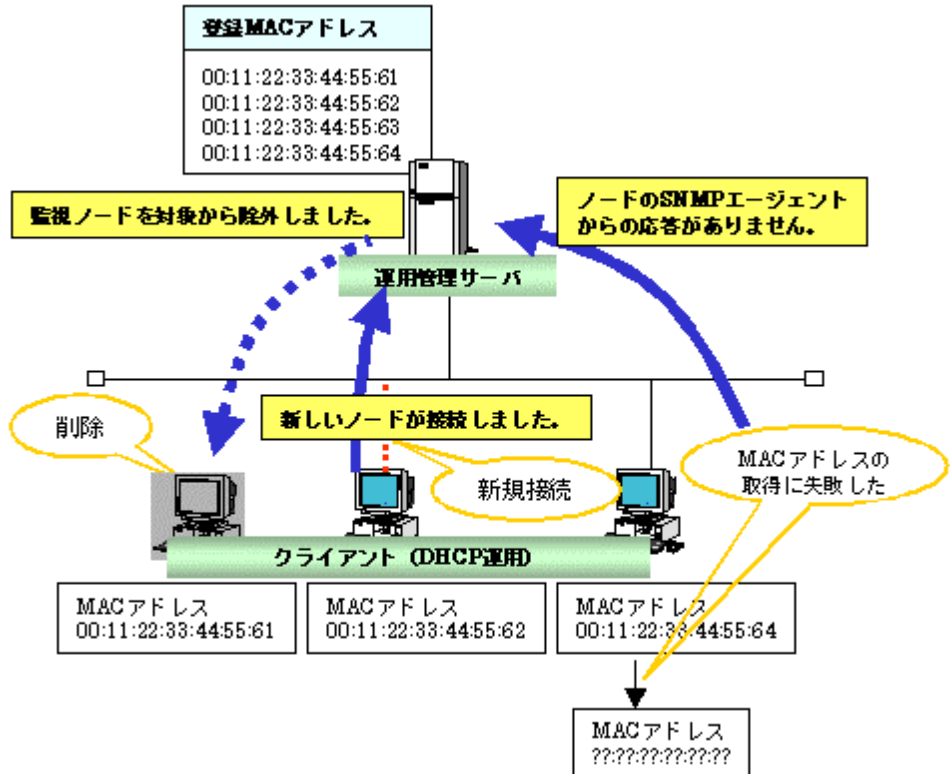 登録MACアドレス
00:11:22:33:44:55:61
00:11:22:33:44:55:62
00:11:22:33:44:55:63
00:11:22:33:44:55:64
監視ノードを対象から除外しました。
ノードのSNMPエージェント
からの応答がありません。
運用管理サーバ
削除
新しいノードが接続しました。
新規接続
MACアドレスの
取得に失敗した
クライアント (DHCP運用)
MACアドレス
00:11:22:33:44:55:61
MACアドレス
00:11:22:33:44:55:62
MACアドレス
00:11:22:33:44:55:64
MACアドレス
??:??:??:??:??:??